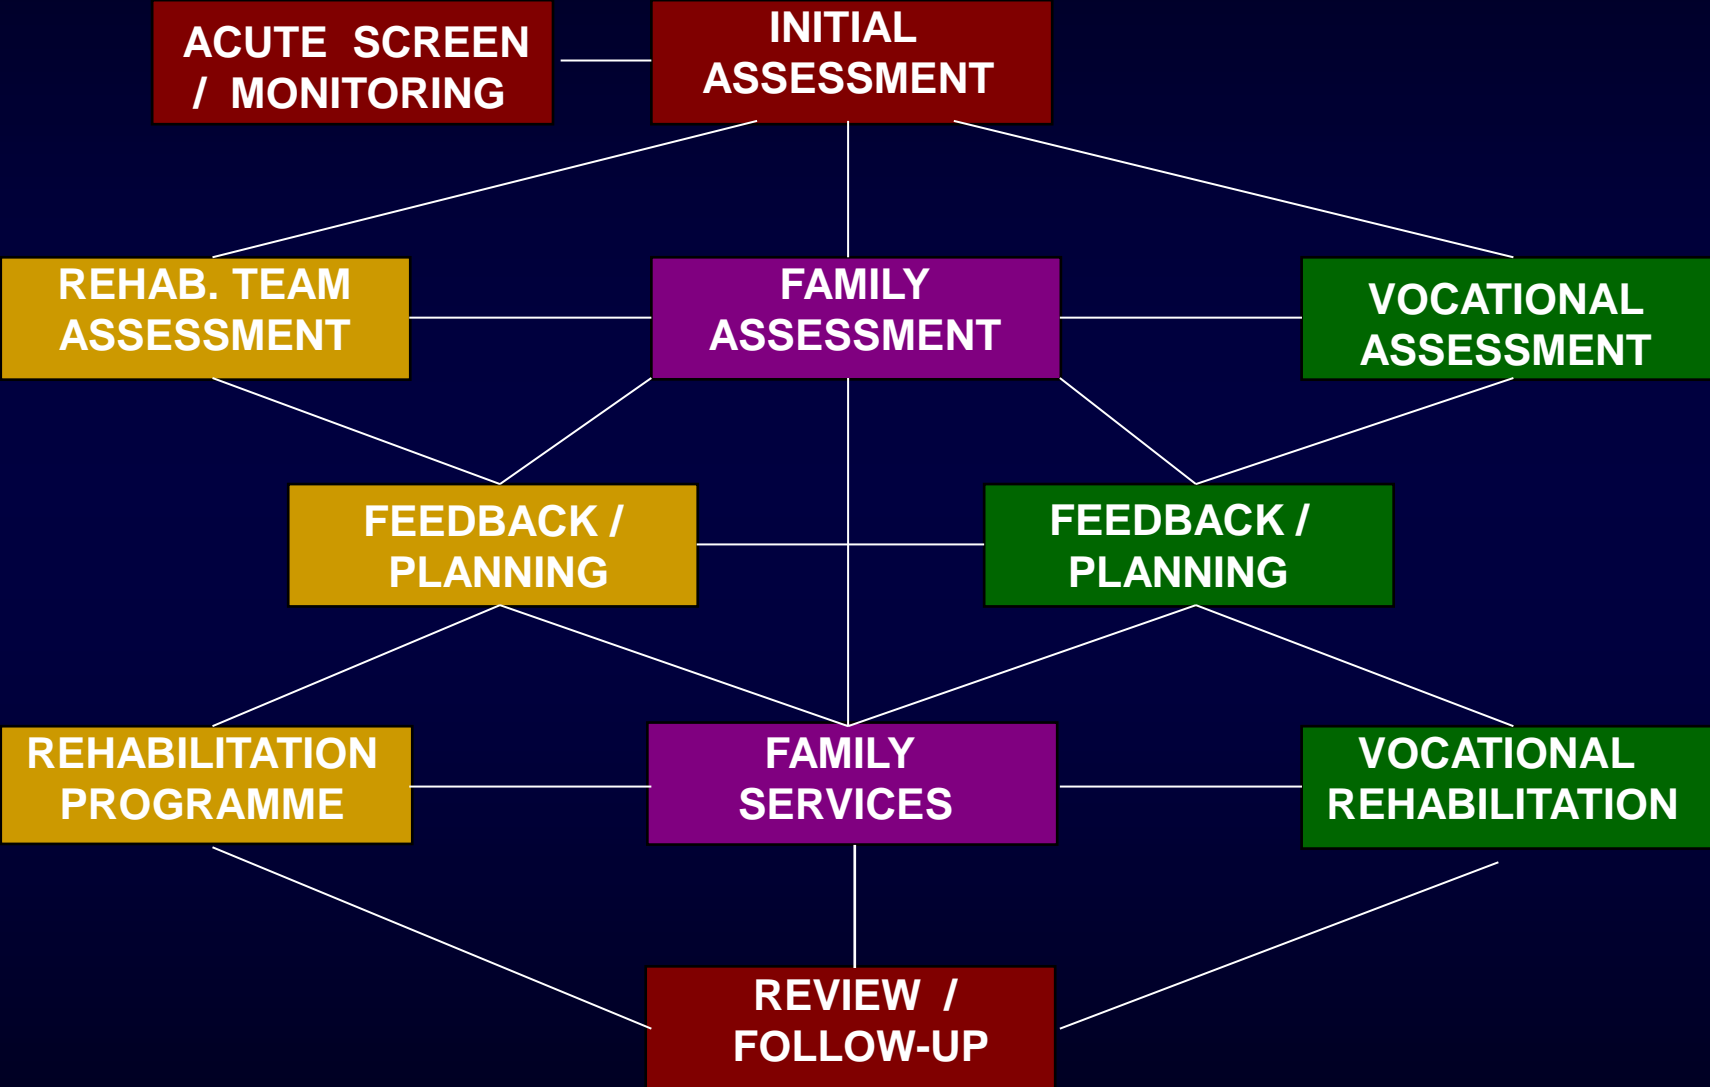 ACUTE SCREEN
/ MONITORING
INITIAL
ASSESSMENT
REHAB. TEAM
ASSESSMENT
FAMILY
ASSESSMENT
VOCATIONAL
ASSESSMENT
FEEDBACK /
PLANNING
FEEDBACK /
PLANNING
REHABILITATION
PROGRAMME
FAMILY
SERVICES
VOCATIONAL
REHABILITATION
REVIEW /
FOLLOW-UP